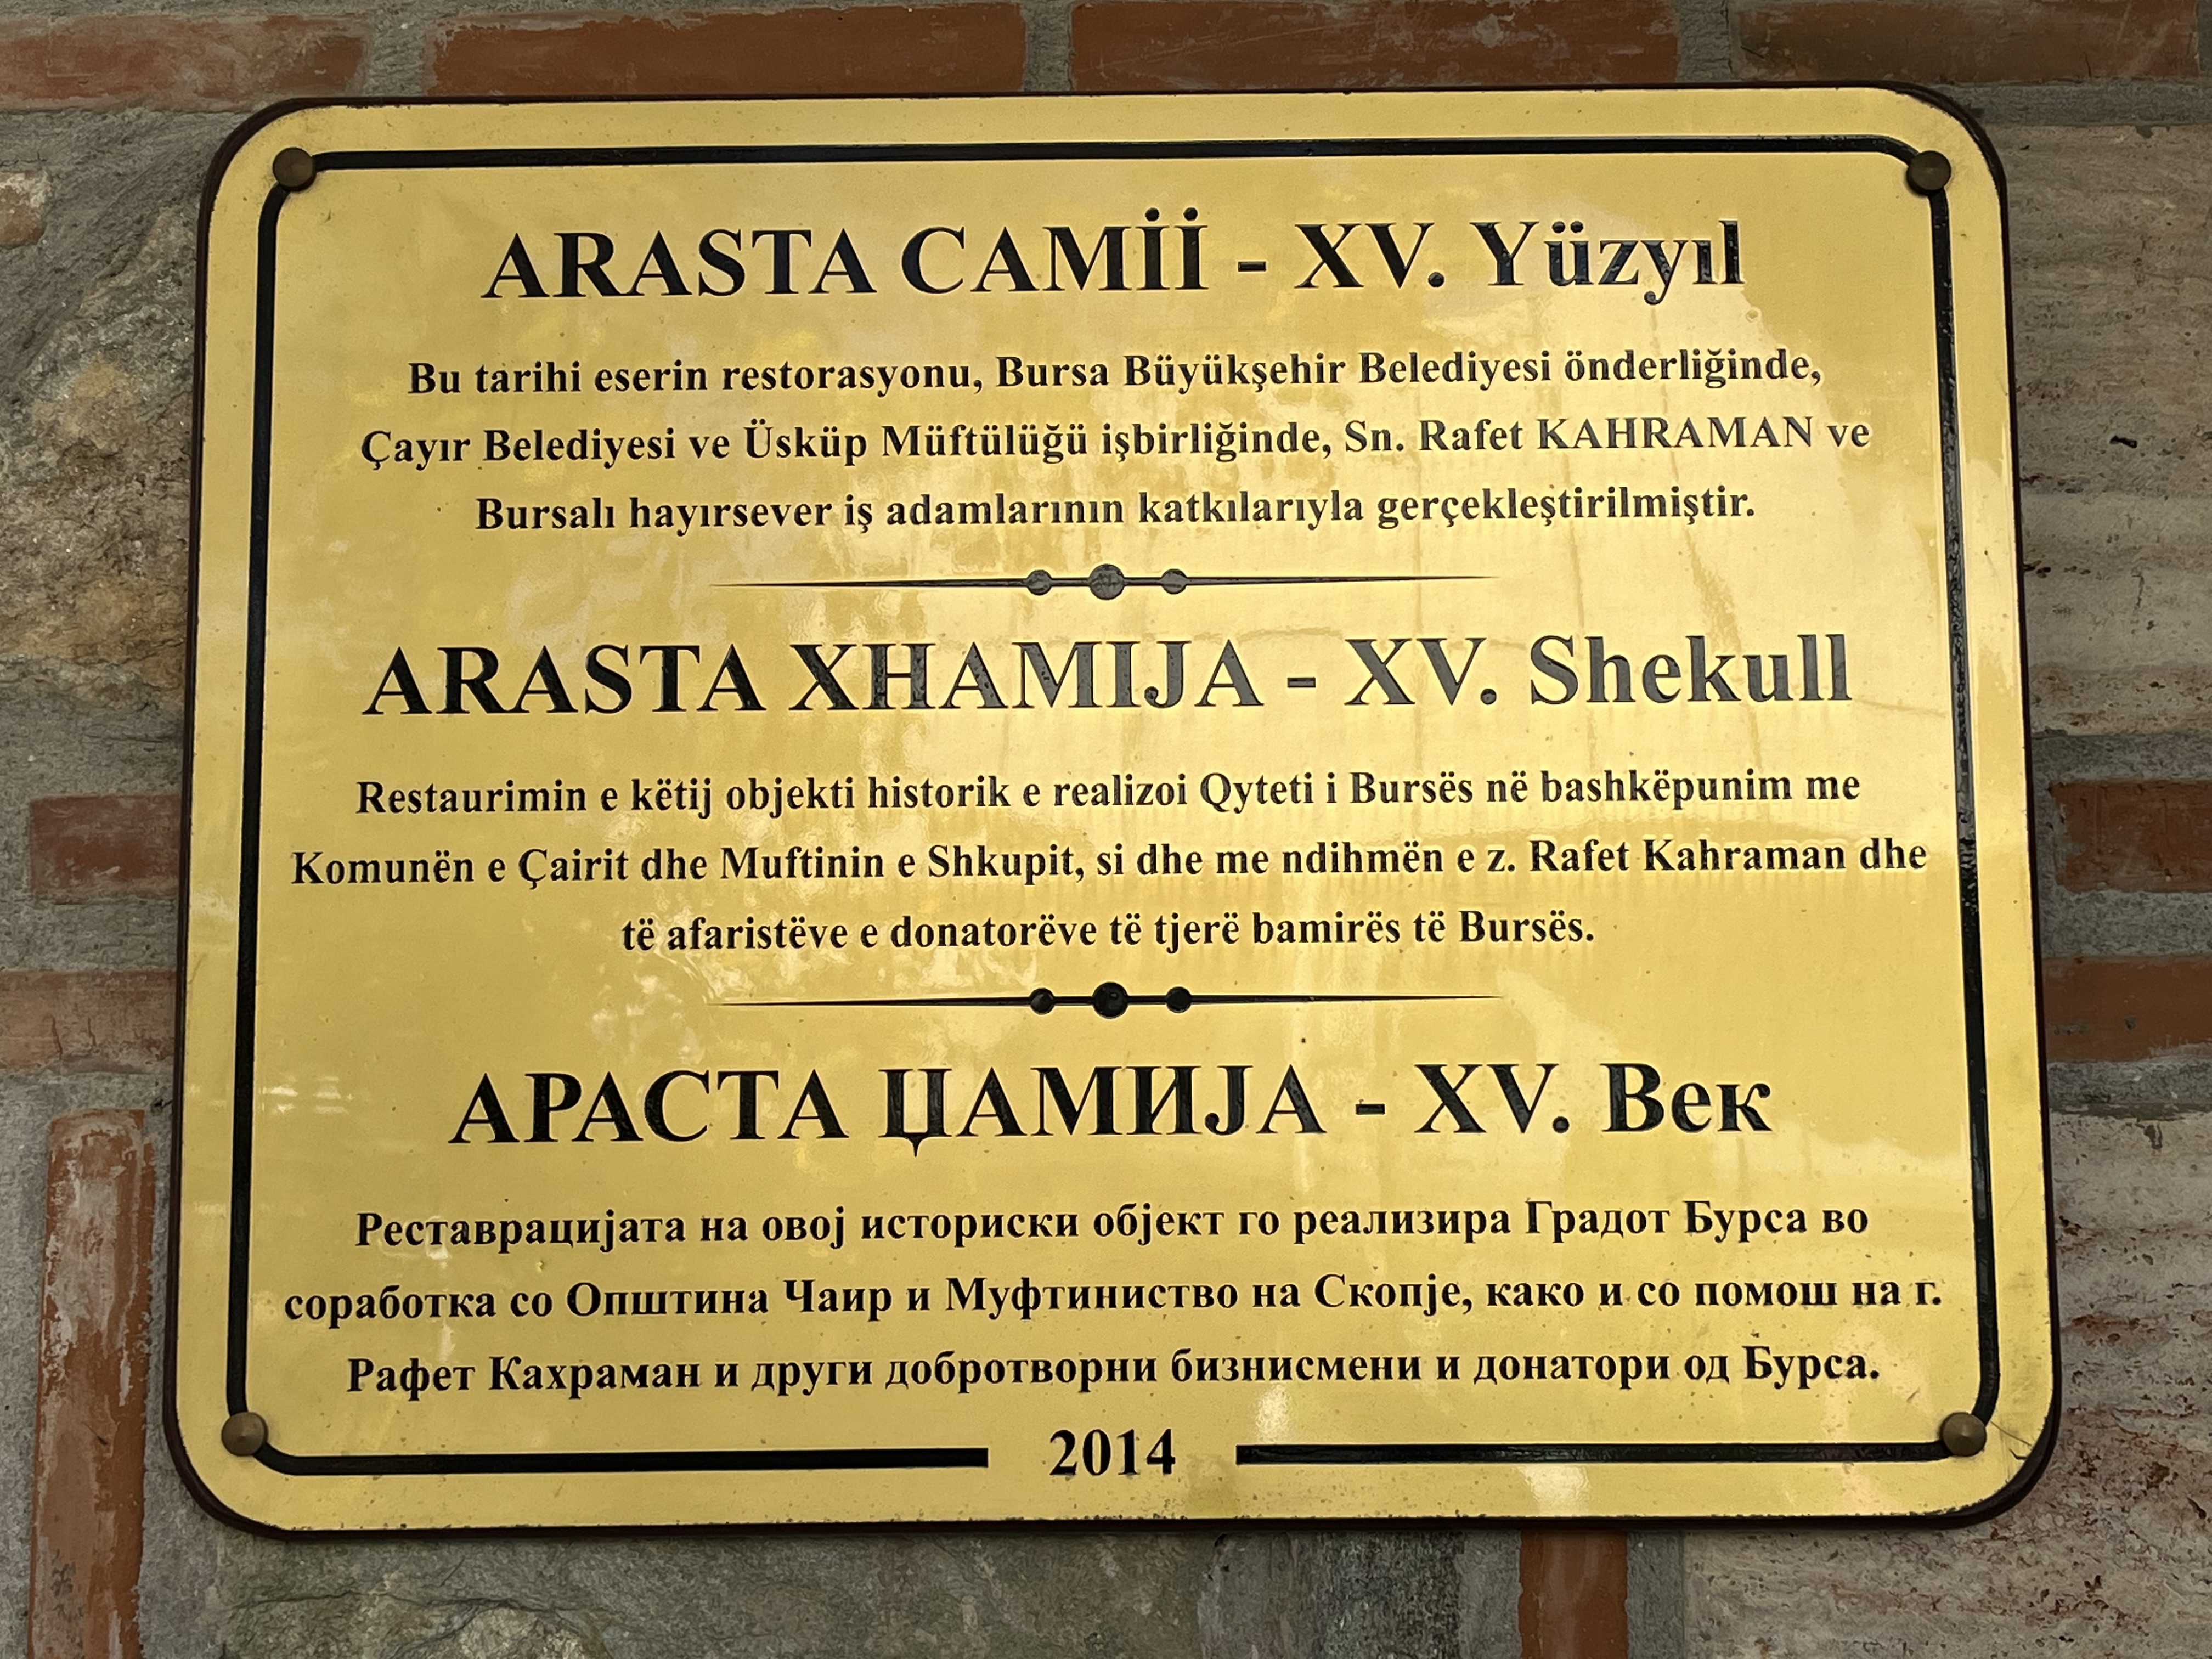 ARASTA CAMİİ - XV. Yüzyıl
Bu tarihi eserin restorasyonu, Bursa Büyükşehir Belediyesi önderliğinde,
Çayır Belediyesi ve Üsküp Müftülüğü işbirliğinde, Sn. Rafet KAHRAMAN ve
Bursalı hayırsever iş adamlarının katkılarıyla gerçekleştirilmiştir.
ARASTA XHAMIJA - XV. Shekull
Restaurimin e këtij objekti historik e realizoi Qyteti i Bursës në bashkëpunim me
Komunën e Çairit dhe Muftinin e Shkupit, si dhe me ndihmën e z. Rafet Kahraman dhe
të afaristëve e donatorëve të tjerë bamirës të Bursës.
АРАСТА ЏАМИЈА - XV. Век
Реставрацијата на овој историски објект го реализира Градот Бурса во
соработка со Општина Чаир и Муфтиниство на Скопје, како и со помош на г.
Рафет Кахраман и други добротворни бизнисмени и донатори од Бурса.
2014